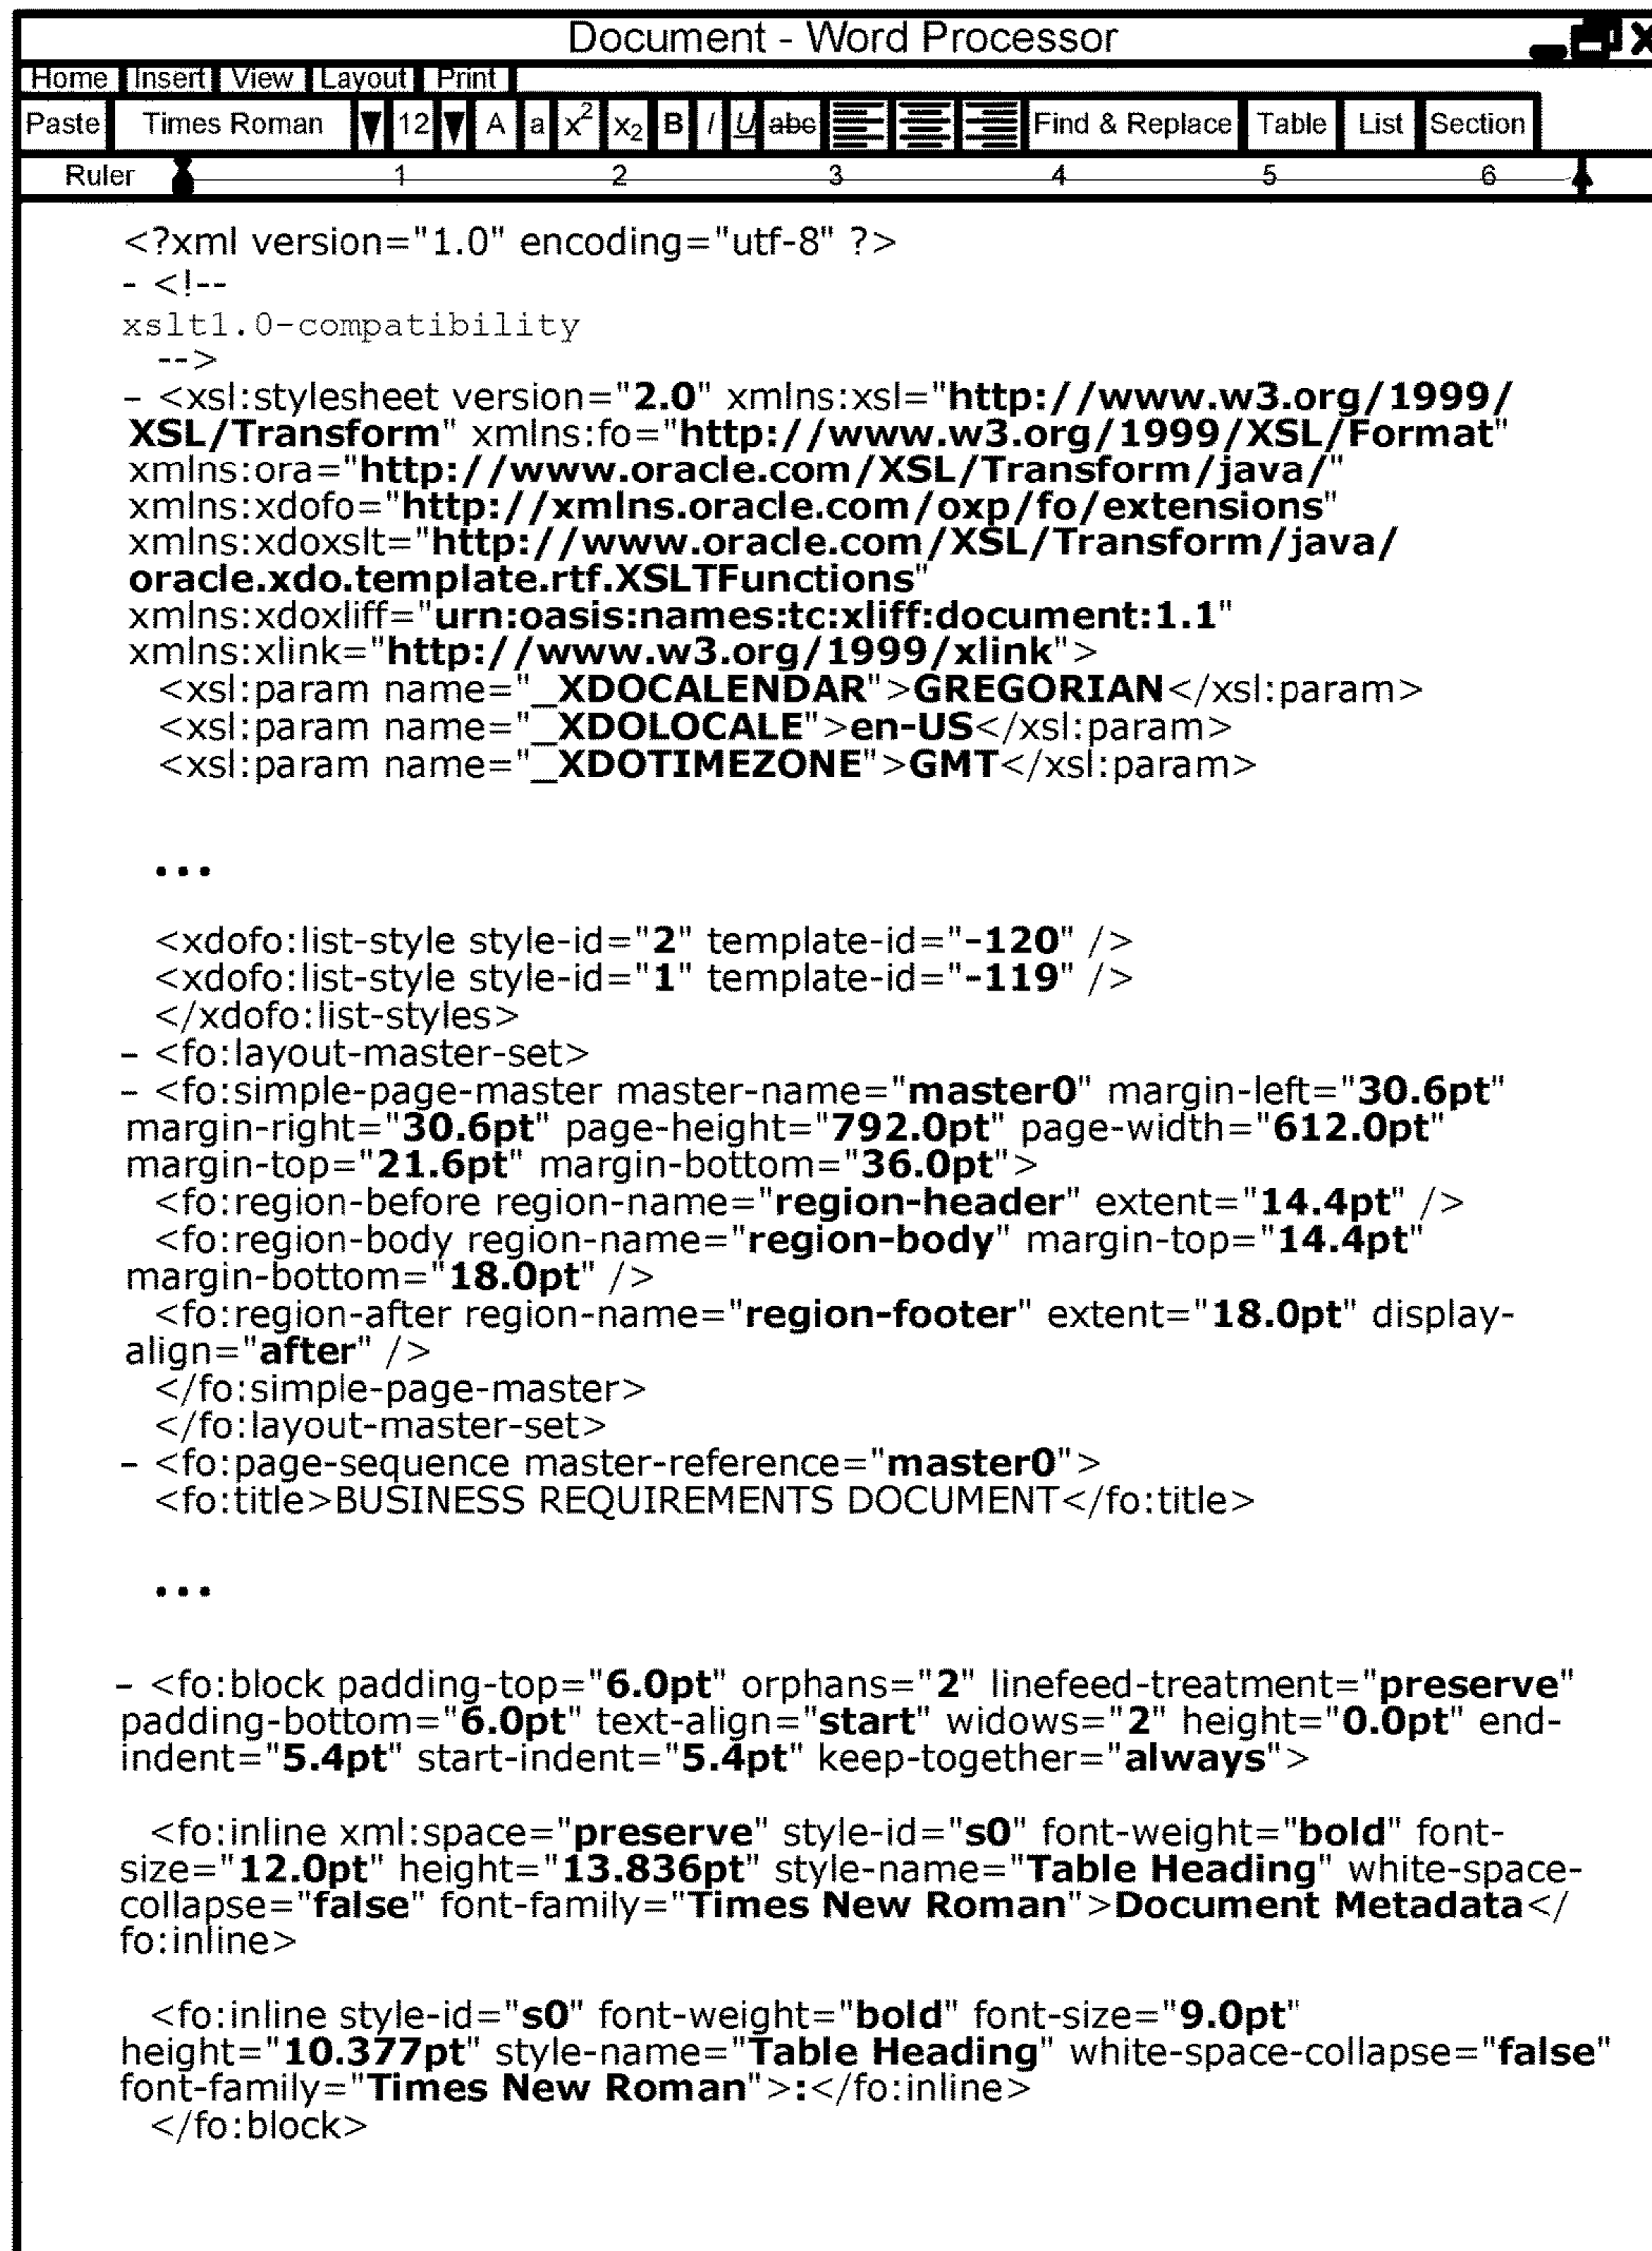 Document - Word Processor
Home Insert View Layout Print
Paste Times Roman 12 A a x² x₂ B I U abc Find & Replace Table List Section
Ruler 1 2 3 4 5 6
<?xml version="1.0" encoding="utf-8" ?>
- <!--
xslt1.0-compatibility
-->
- <xsl:stylesheet version="2.0" xmlns:xsl="http://www.w3.org/1999/
XSL/Transform" xmlns:fo="http://www.w3.org/1999/XSL/Format"
xmlns:ora="http://www.oracle.com/XSL/Transform/java/"
xmlns:xdofo="http://xmlns.oracle.com/oxp/fo/extensions"
xmlns:xdoxslt="http://www.oracle.com/XSL/Transform/java/
oracle.xdo.template.rtf.XSLTFunctions"
xmlns:xdoxliff="urn:oasis:names:tc:xliff:document:1.1"
xmlns:xlink="http://www.w3.org/1999/xlink">
<xsl:param name="_XDOCALENDAR">GREGORIAN</xsl:param>
<xsl:param name="_XDOLOCALE">en-US</xsl:param>
<xsl:param name="_XDOTIMEZONE">GMT</xsl:param>
...
<xdofo:list-style style-id="2" template-id="-120" />
<xdofo:list-style style-id="1" template-id="-119" />
</xdofo:list-styles>
- <fo:layout-master-set>
- <fo:simple-page-master master-name="master0" margin-left="30.6pt"
margin-right="30.6pt" page-height="792.0pt" page-width="612.0pt"
margin-top="21.6pt" margin-bottom="36.0pt">
<fo:region-before region-name="region-header" extent="14.4pt" />
<fo:region-body region-name="region-body" margin-top="14.4pt"
margin-bottom="18.0pt" />
<fo:region-after region-name="region-footer" extent="18.0pt" display-
align="after" />
</fo:simple-page-master>
</fo:layout-master-set>
- <fo:page-sequence master-reference="master0">
<fo:title>BUSINESS REQUIREMENTS DOCUMENT</fo:title>
...
- <fo:block padding-top="6.0pt" orphans="2" linefeed-treatment="preserve"
padding-bottom="6.0pt" text-align="start" widows="2" height="0.0pt" end-
indent="5.4pt" start-indent="5.4pt" keep-together="always">
<fo:inline xml:space="preserve" style-id="s0" font-weight="bold" font-
size="12.0pt" height="13.836pt" style-name="Table Heading" white-space-
collapse="false" font-family="Times New Roman">Document Metadata</
fo:inline>
<fo:inline style-id="s0" font-weight="bold" font-size="9.0pt"
height="10.377pt" style-name="Table Heading" white-space-collapse="false"
font-family="Times New Roman">:</fo:inline>
</fo:block>